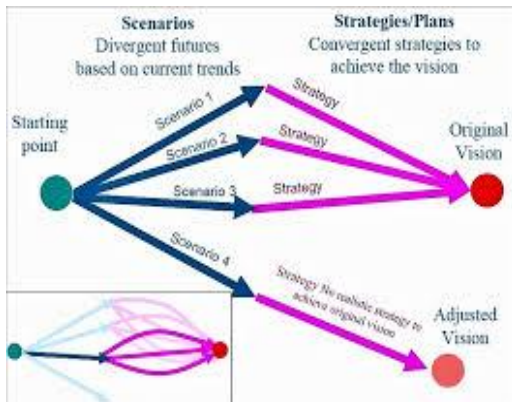 Scenarios
Divergent futures
based on current trends
Strategies/Plans
Convergent strategies to
achieve the vision
Starting
point
Scenario 1
Scenario 2
Scenario 3
Scenario 4
Strategy
Strategy
Strategy
Strategy No realistic strategy to
achieve original vision
Original
Vision
Adjusted
Vision